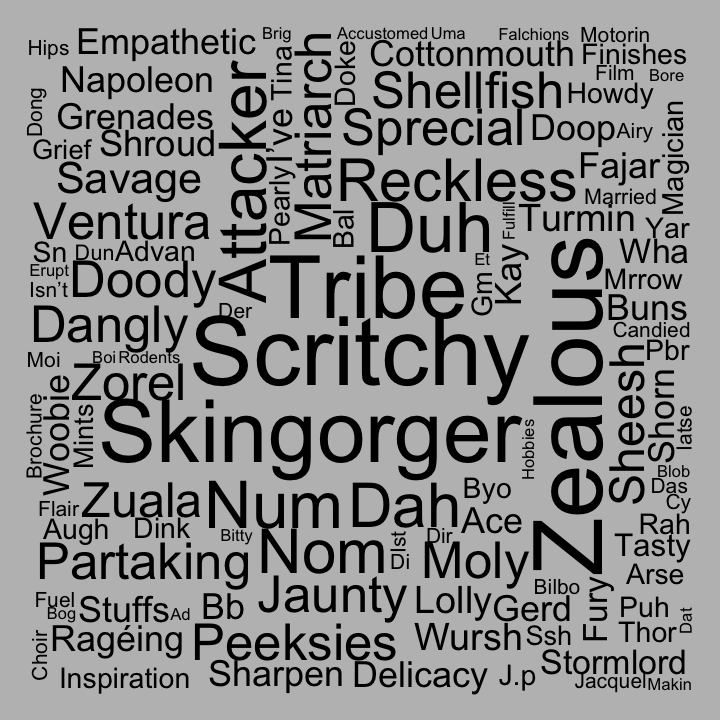 Brig
Accustomed
Uma
Falchions
Motorin
Hips
Empathetic
Cottonmouth
Finishes
Napoleon
Tina
Matriarch
Doke
Film
Bore
Shellfish
Howdy
Dong
Attacker
I've
Grenades
Sprecial
Doop
Airy
Magician
Grief
Shroud
Pearly
Reckless
Fajar
Savage
Married
Ventura
Bal
Duh
Fulfill
Turmin
Yar
Sn
Dun
Advan
Wha
Erupt
Isn't
Doody
Tribe
Et
Gm
Kay
Zealous
Mrrow
Buns
Der
Dangly
Scritchy
Candied
Pbr
Moi
Boi
Rodents
Zorel
Sheesh
Shorn
Brochure
Woobie
Mints
Skingorger
Hobbies
Iatse
Blob
Das
Zuala
Num
Dah
Byo
Cy
Flair
Augh
Dink
Bitty
Ist
Dir
Ace
Rah
Tasty
Partaking
Nom
Di
Moly
Arse
Bilbo
Fuel
Bog
Stuffs
Ad
Bb
Jaunty
Lolly
Gerd
Fury
Puh
Dat
Choir
Ragéing
Peeksies
Wursh
Ssh
Thor
Stormlord
Inspiration
Sharpen
Delicacy
J.p
Jacquel
Makin